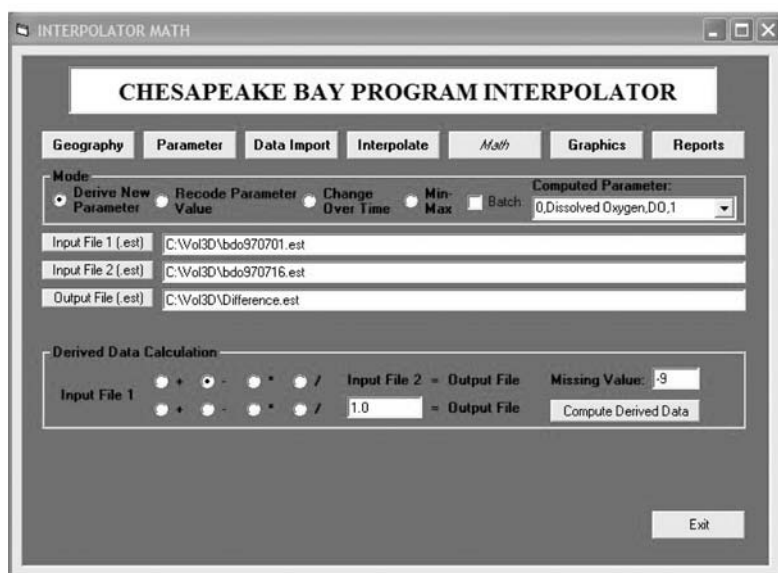 INTERPOLATOR MATH
CHESAPEAKE BAY PROGRAM INTERPOLATOR
Geography Parameter Data Import Interpolate Math Graphics Reports
Mode
Derive New Parameter Recode Parameter Value Change Over Time Min-Max Batch Computed Parameter:
0,Dissolved Oxygen,DO,1
Input File 1 (.est) C:\Vol3D\bdo970701.est
Input File 2 (.est) C:\Vol3D\bdo970716.est
Output File (.est) C:\Vol3D\Difference.est
Derived Data Calculation
Input File 1
+ - * / Input File 2 = Output File Missing Value: -9
+ - * / 1.0 = Output File Compute Derived Data
Exit